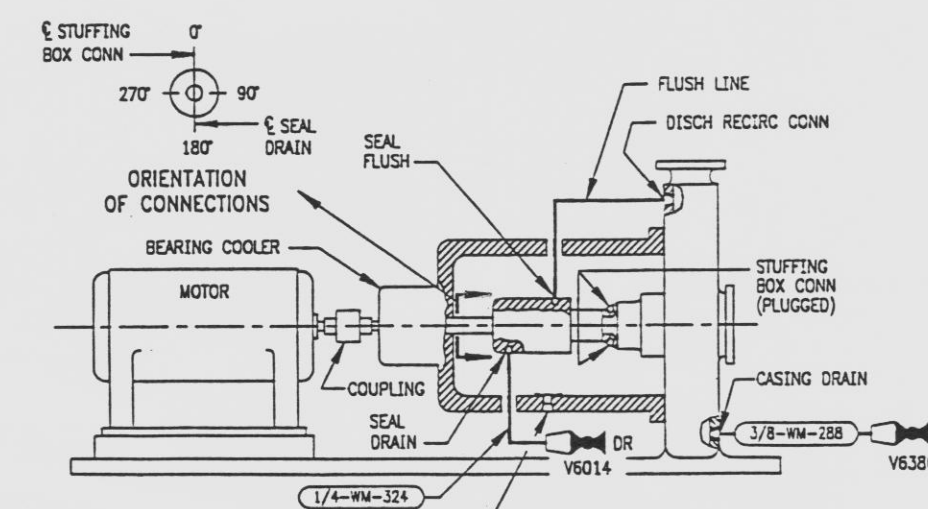 ℄ STUFFING
BOX CONN
0°
270°
90°
℄ SEAL
DRAIN
180°
ORIENTATION
OF CONNECTIONS
FLUSH LINE
DISCH RECIRC CONN
SEAL
FLUSH
BEARING COOLER
MOTOR
STUFFING
BOX CONN
(PLUGGED)
COUPLING
CASING DRAIN
SEAL
DRAIN
3/8-WM-288
DR
V6014
1/4-WM-324